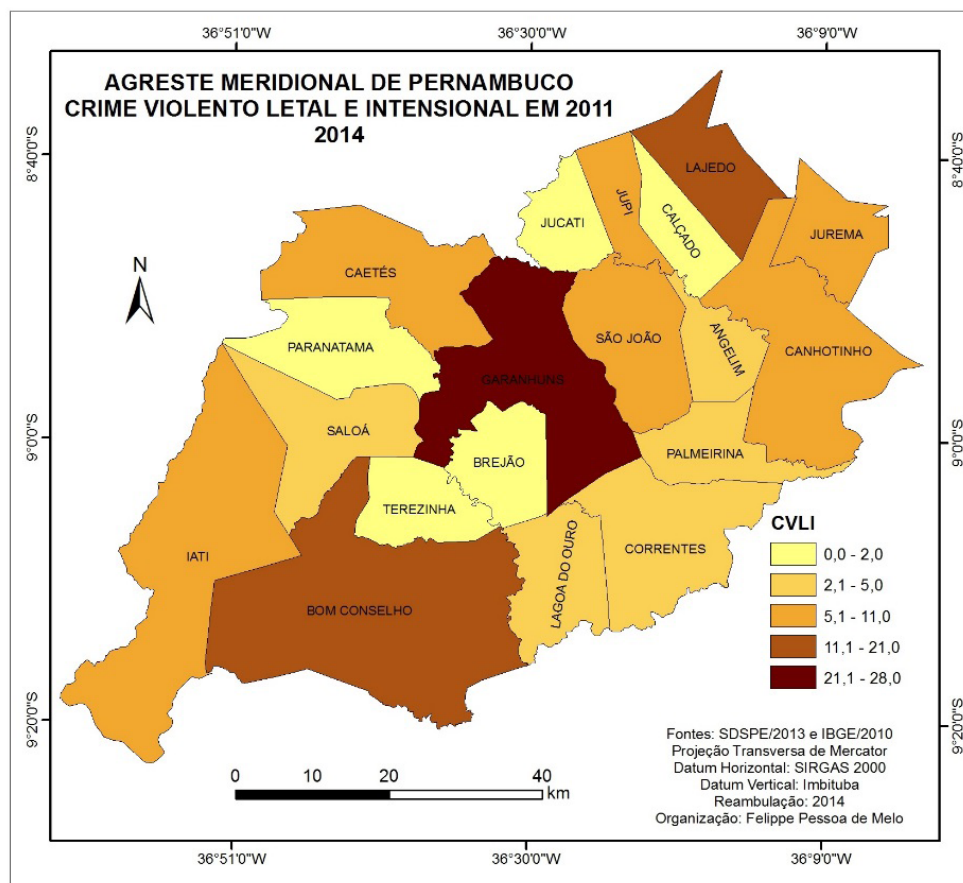 36°51'0"W
36°30'0"W
36°9'0"W
AGRESTE MERIDIONAL DE PERNAMBUCO
CRIME VIOLENTO LETAL E INTENSIONAL EM 2011
2014
8°40'0"S
8°40'0"S
LAJEDO
JUCATI
JUPI
CALÇADO
JUREMA
N
CAETÉS
PARANATAMA
SÃO JOÃO
ANGELIM
CANHOTINHO
GARANHUNS
SALOÁ
9°0'0"S
9°0'0"S
BREJÃO
PALMEIRINA
TEREZINHA
IATI
LAGOA DO OURO
CORRENTES
BOM CONSELHO
CVLI
0,0 - 2,0
2,1 - 5,0
5,1 - 11,0
11,1 - 21,0
21,1 - 28,0
9°20'0"S
9°20'0"S
Fontes: SDSPE/2013 e IBGE/2010
Projeção Transversa de Mercator
Datum Horizontal: SIRGAS 2000
Datum Vertical: Imbituba
Reambulação: 2014
Organização: Felippe Pessoa de Melo
0 10 20 40
km
36°51'0"W
36°30'0"W
36°9'0"W